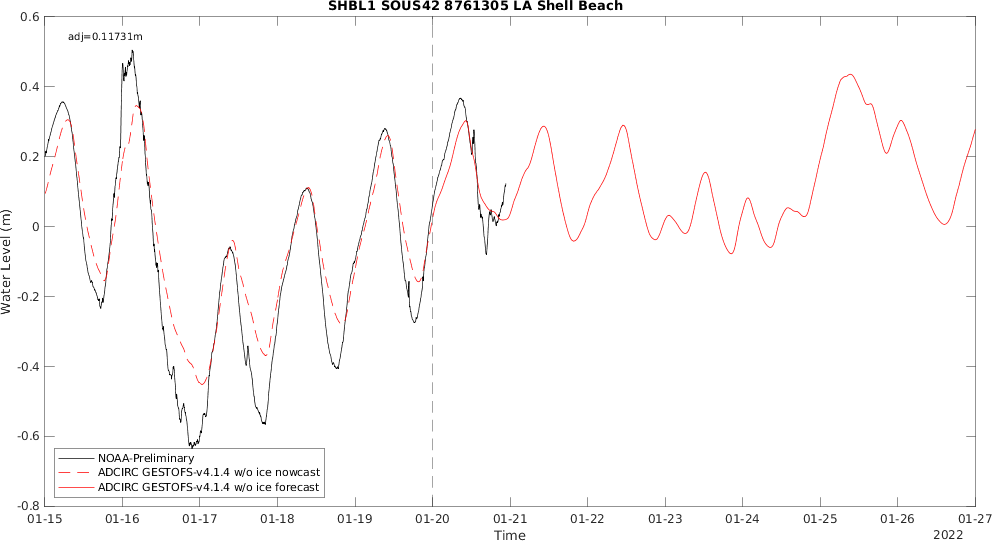 SHBL1 SOUS42 8761305 LA Shell Beach
adj=0.11731m
0.6
0.4
0.2
0
-0.2
-0.4
-0.6
-0.8
Water Level (m)
NOAA-Preliminary
ADCIRC GESTOFS-v4.1.4 w/o ice nowcast
ADCIRC GESTOFS-v4.1.4 w/o ice forecast
01-15 01-16 01-17 01-18 01-19 01-20 01-21 01-22 01-23 01-24 01-25 01-26 01-27
Time
2022